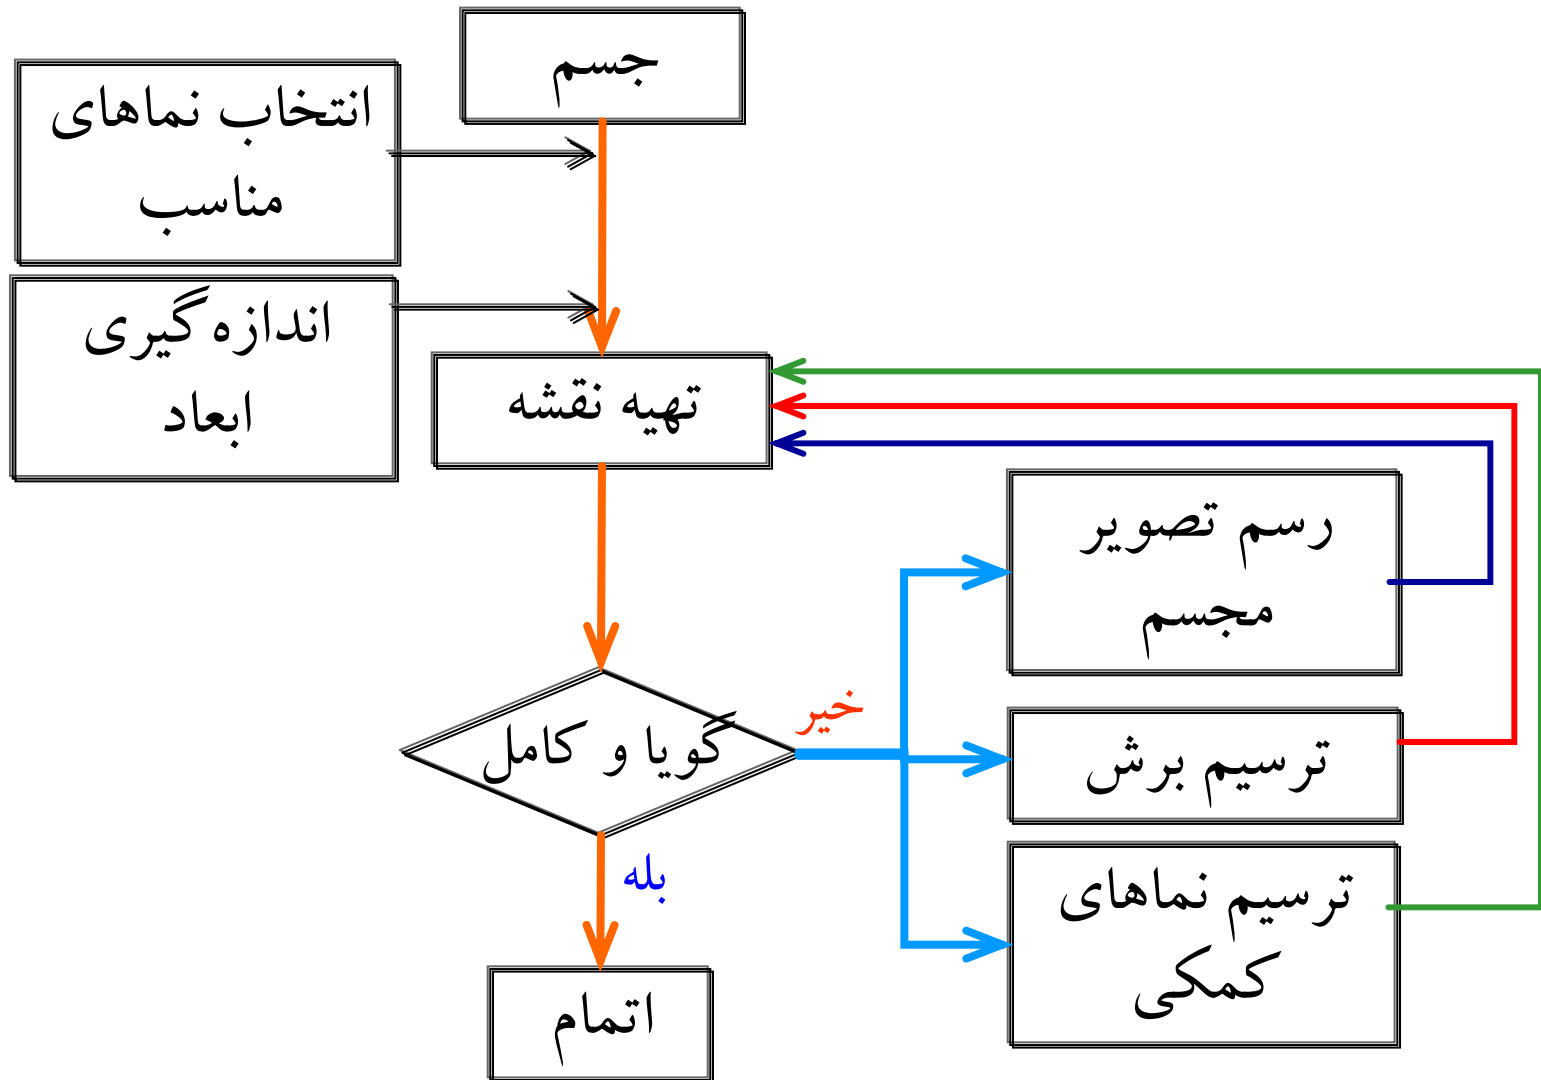 جسم
انتخاب نماهای
مناسب
اندازه‌گیری
ابعاد
تهیه نقشه
رسم تصویر
مجسم
خیر
گویا و کامل
ترسیم برش
بله
ترسیم نماهای
کمکی
اتمام